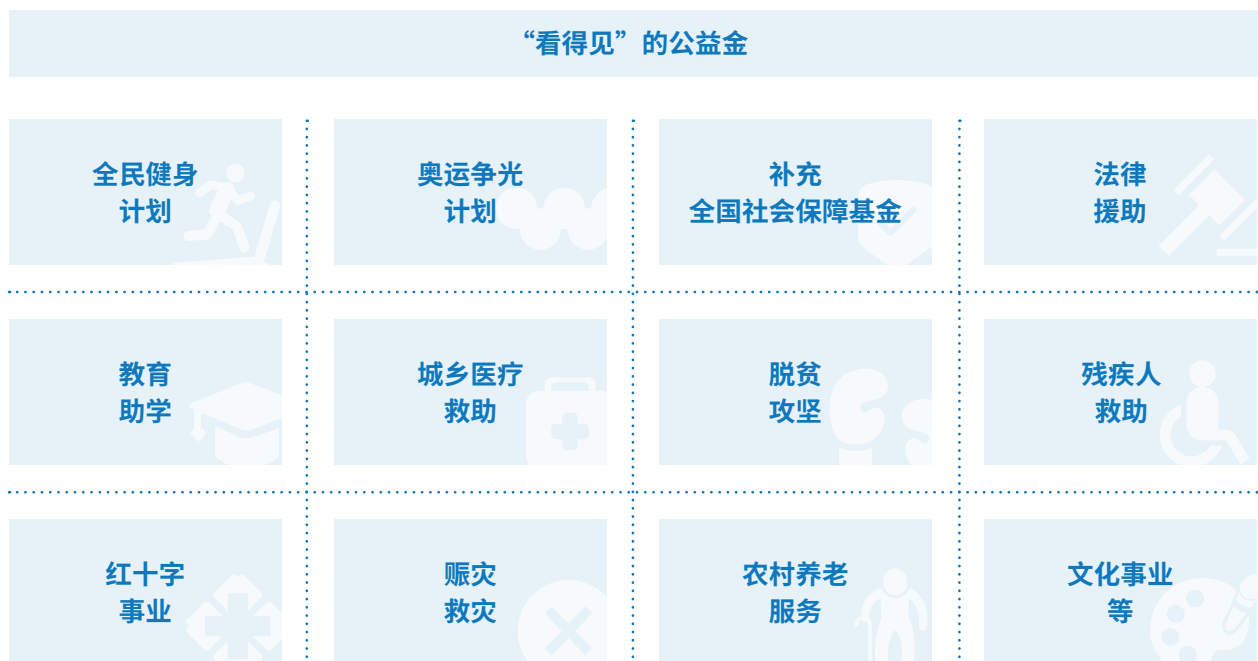 “看得见”的公益金
全民健身
计划
奥运争光
计划
补充
全国社会保障基金
法律
援助
教育
助学
城乡医疗
救助
脱贫
攻坚
残疾人
救助
红十字
事业
赈灾
救灾
农村养老
服务
文化事业
等